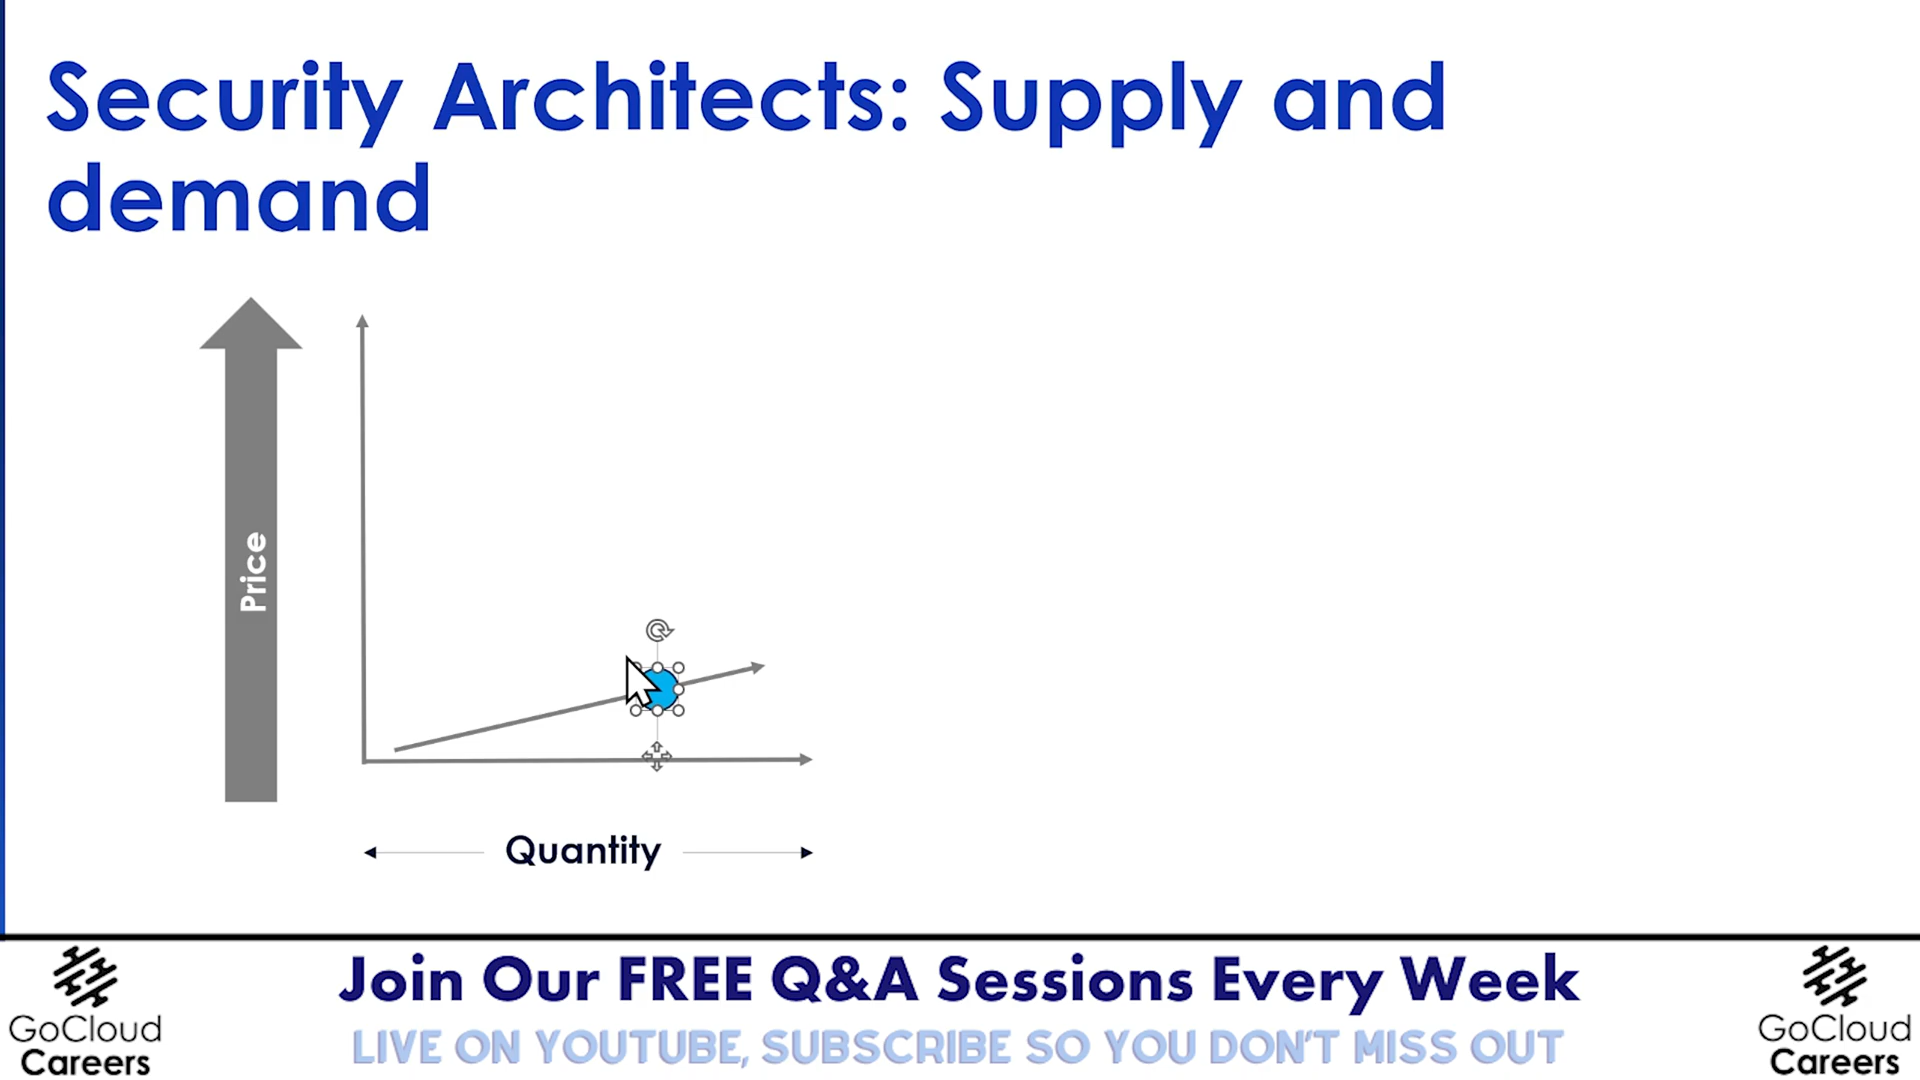 Security Architects: Supply and
demand
Price
Quantity
Join Our FREE Q&A Sessions Every Week
LIVE ON YOUTUBE, SUBSCRIBE SO YOU DON'T MISS OUT
GoCloud
Careers
GoCloud
Careers